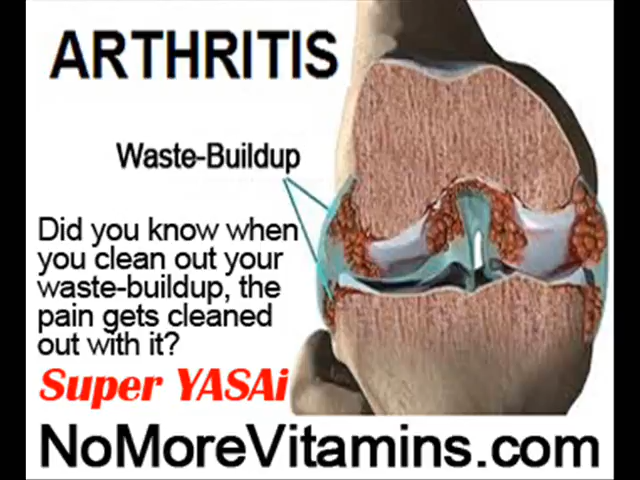 ARTHRITIS
Waste-Buildup
Did you know when
you clean out your
waste-buildup, the
pain gets cleaned
out with it?
Super YASAi
NoMoreVitamins.com